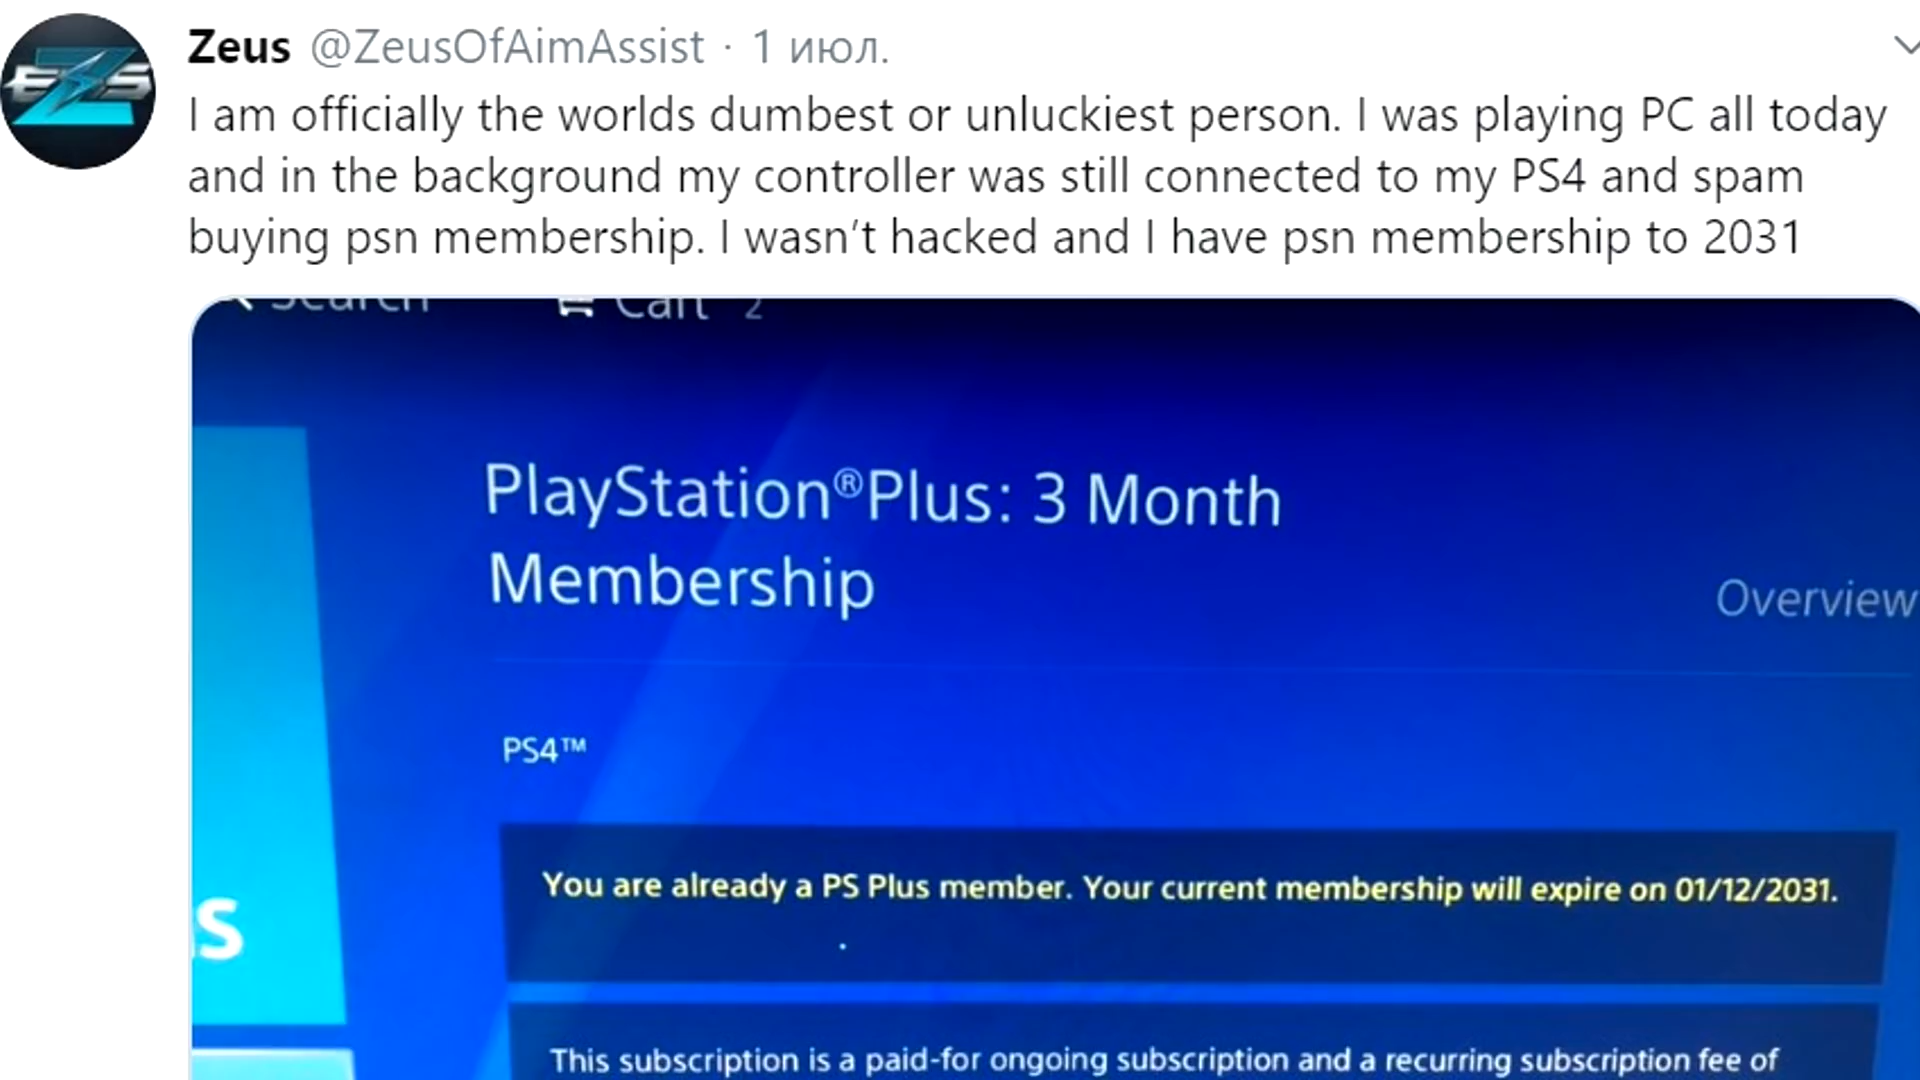 Zeus @ZeusOfAimAssist · 1 июл.
I am officially the worlds dumbest or unluckiest person. I was playing PC all today
and in the background my controller was still connected to my PS4 and spam
buying psn membership. I wasn’t hacked and I have psn membership to 2031
Search Cart 2
PlayStation®Plus: 3 Month
Membership
Overview
PS4™
You are already a PS Plus member. Your current membership will expire on 01/12/2031.
s
This subscription is a paid-for ongoing subscription and a recurring subscription fee of